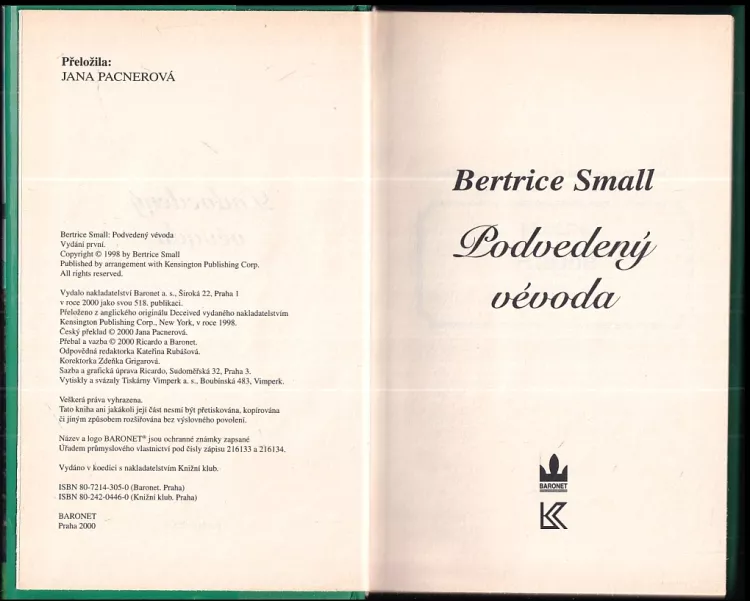 Přeložila:
JANA PACNEROVÁ
Bertrice Small: Podvedený vévoda
Vydání první.
Copyright © 1998 by Bertrice Small
Published by arrangement with Kensington Publishing Corp.
All rights reserved.
Vydalo nakladatelství Baronet a. s., Široká 22, Praha 1
v roce 2000 jako svou 518. publikaci.
Přeloženo z anglického originálu Deceived vydaného nakladatelstvím
Kensington Publishing Corp., New York, v roce 1998.
Český překlad © 2000 Jana Pacnerová.
Přebal a vazba © 2000 Ricardo a Baronet.
Odpovědná redaktorka Kateřina Rubášová.
Korektorka Zdeňka Grigarová.
Sazba a grafická úprava Ricardo, Sudoměřská 32, Praha 3.
Vytiskly a svázaly Tiskárny Vimperk a. s., Boubínská 483, Vimperk.
Veškerá práva vyhrazena.
Tato kniha ani jakákoli její část nesmí být přetiskována, kopírována
či jiným způsobem rozšiřována bez výslovného povolení.
Název a logo BARONET® jsou ochranné známky zapsané
Úřadem průmyslového vlastnictví pod čísly zápisu 216133 a 216134.
Vydáno v koedici s nakladatelstvím Knižní klub.
ISBN 80-7214-305-0 (Baronet. Praha)
ISBN 80-242-0446-0 (Knižní klub. Praha)
BARONET
Praha 2000
Bertrice Small
Podvedený
vévoda
BARONET